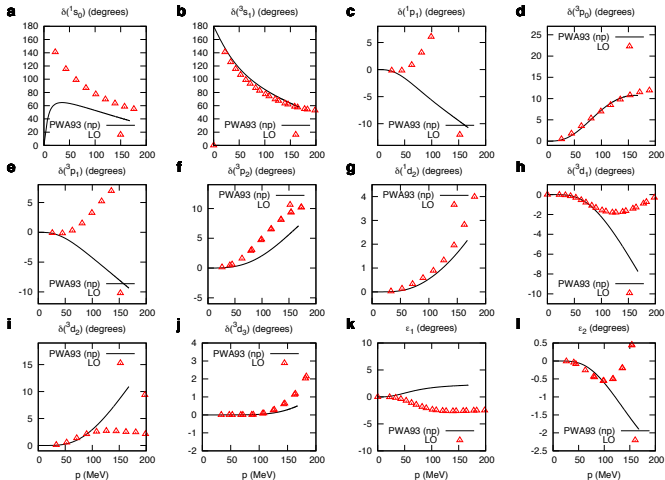 a δ(¹s₀) (degrees)
180
160
140
120
100
80
60
40
20
0
PWA93 (np)
LO
0 50 100 150 200
b δ(³s₁) (degrees)
180
160
140
120
100
80
60
40
20
0
PWA93 (np)
LO
0 50 100 150 200
c δ(¹p₁) (degrees)
5
0
-5
-10
PWA93 (np)
LO
0 50 100 150 200
d δ(³p₀) (degrees)
30
25
20
15
10
5
0
PWA93 (np)
LO
0 50 100 150 200
e δ(³p₁) (degrees)
5
0
-5
-10
PWA93 (np)
LO
0 50 100 150 200
f δ(³p₂) (degrees)
10
5
0
-5
PWA93 (np)
LO
0 50 100 150 200
g δ(¹d₂) (degrees)
4
3
2
1
0
PWA93 (np)
LO
0 50 100 150 200
h δ(³d₁) (degrees)
0
-2
-4
-6
-8
-10
PWA93 (np)
LO
0 50 100 150 200
i δ(³d₂) (degrees)
15
10
5
0
PWA93 (np)
LO
0 50 100 150 200
p (MeV)
j δ(³d₃) (degrees)
4
3
2
1
0
-1
-2
PWA93 (np)
LO
0 50 100 150 200
p (MeV)
k ε₁ (degrees)
10
5
0
-5
-10
PWA93 (np)
LO
0 50 100 150 200
p (MeV)
l ε₂ (degrees)
0.5
0
-0.5
-1
-1.5
-2
-2.5
PWA93 (np)
LO
0 50 100 150 200
p (MeV)